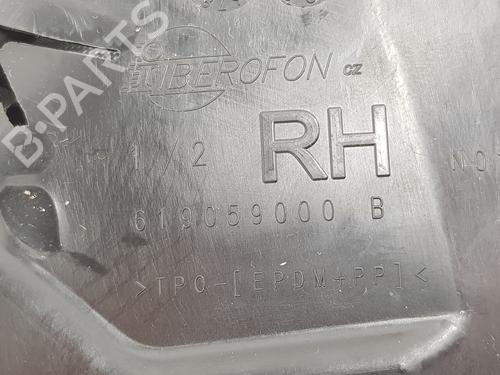 IBEROFON CZ
1/2 RH
619059000 B
>TPO-[EPDM+PP]<
B-PARTS